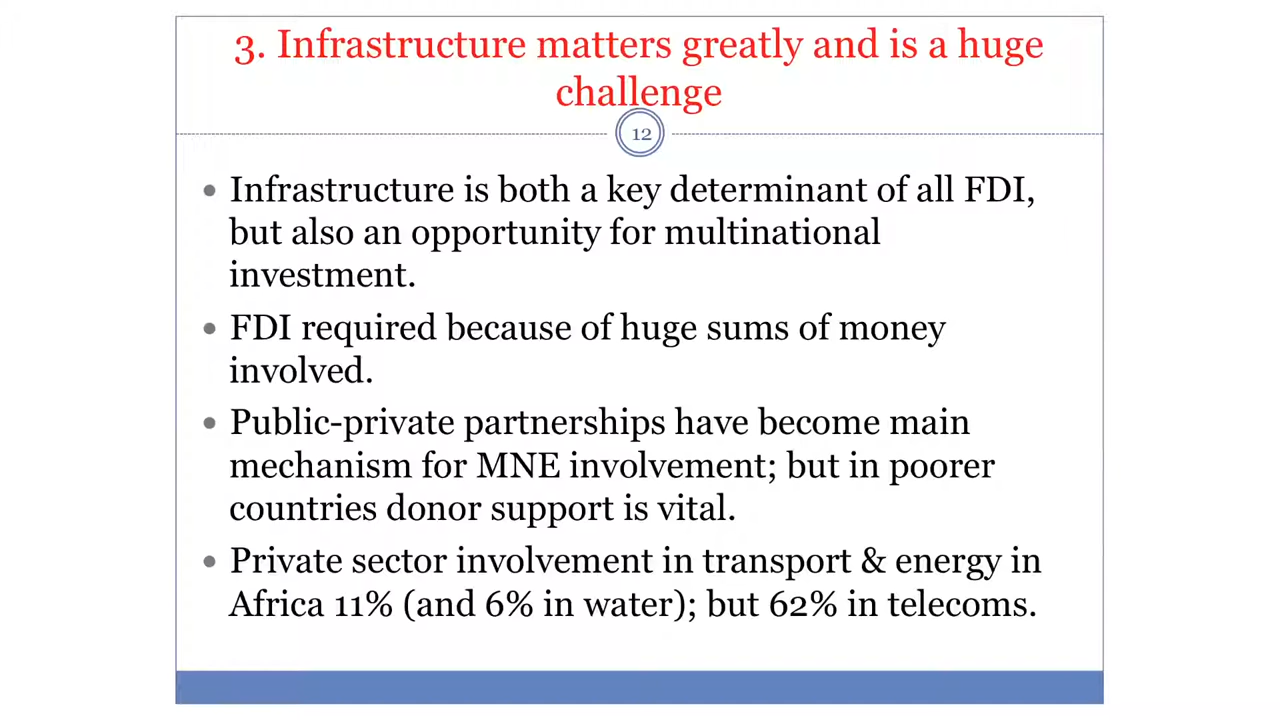 3. Infrastructure matters greatly and is a huge
challenge
12
• Infrastructure is both a key determinant of all FDI,
but also an opportunity for multinational
investment.
• FDI required because of huge sums of money
involved.
• Public-private partnerships have become main
mechanism for MNE involvement; but in poorer
countries donor support is vital.
• Private sector involvement in transport & energy in
Africa 11% (and 6% in water); but 62% in telecoms.